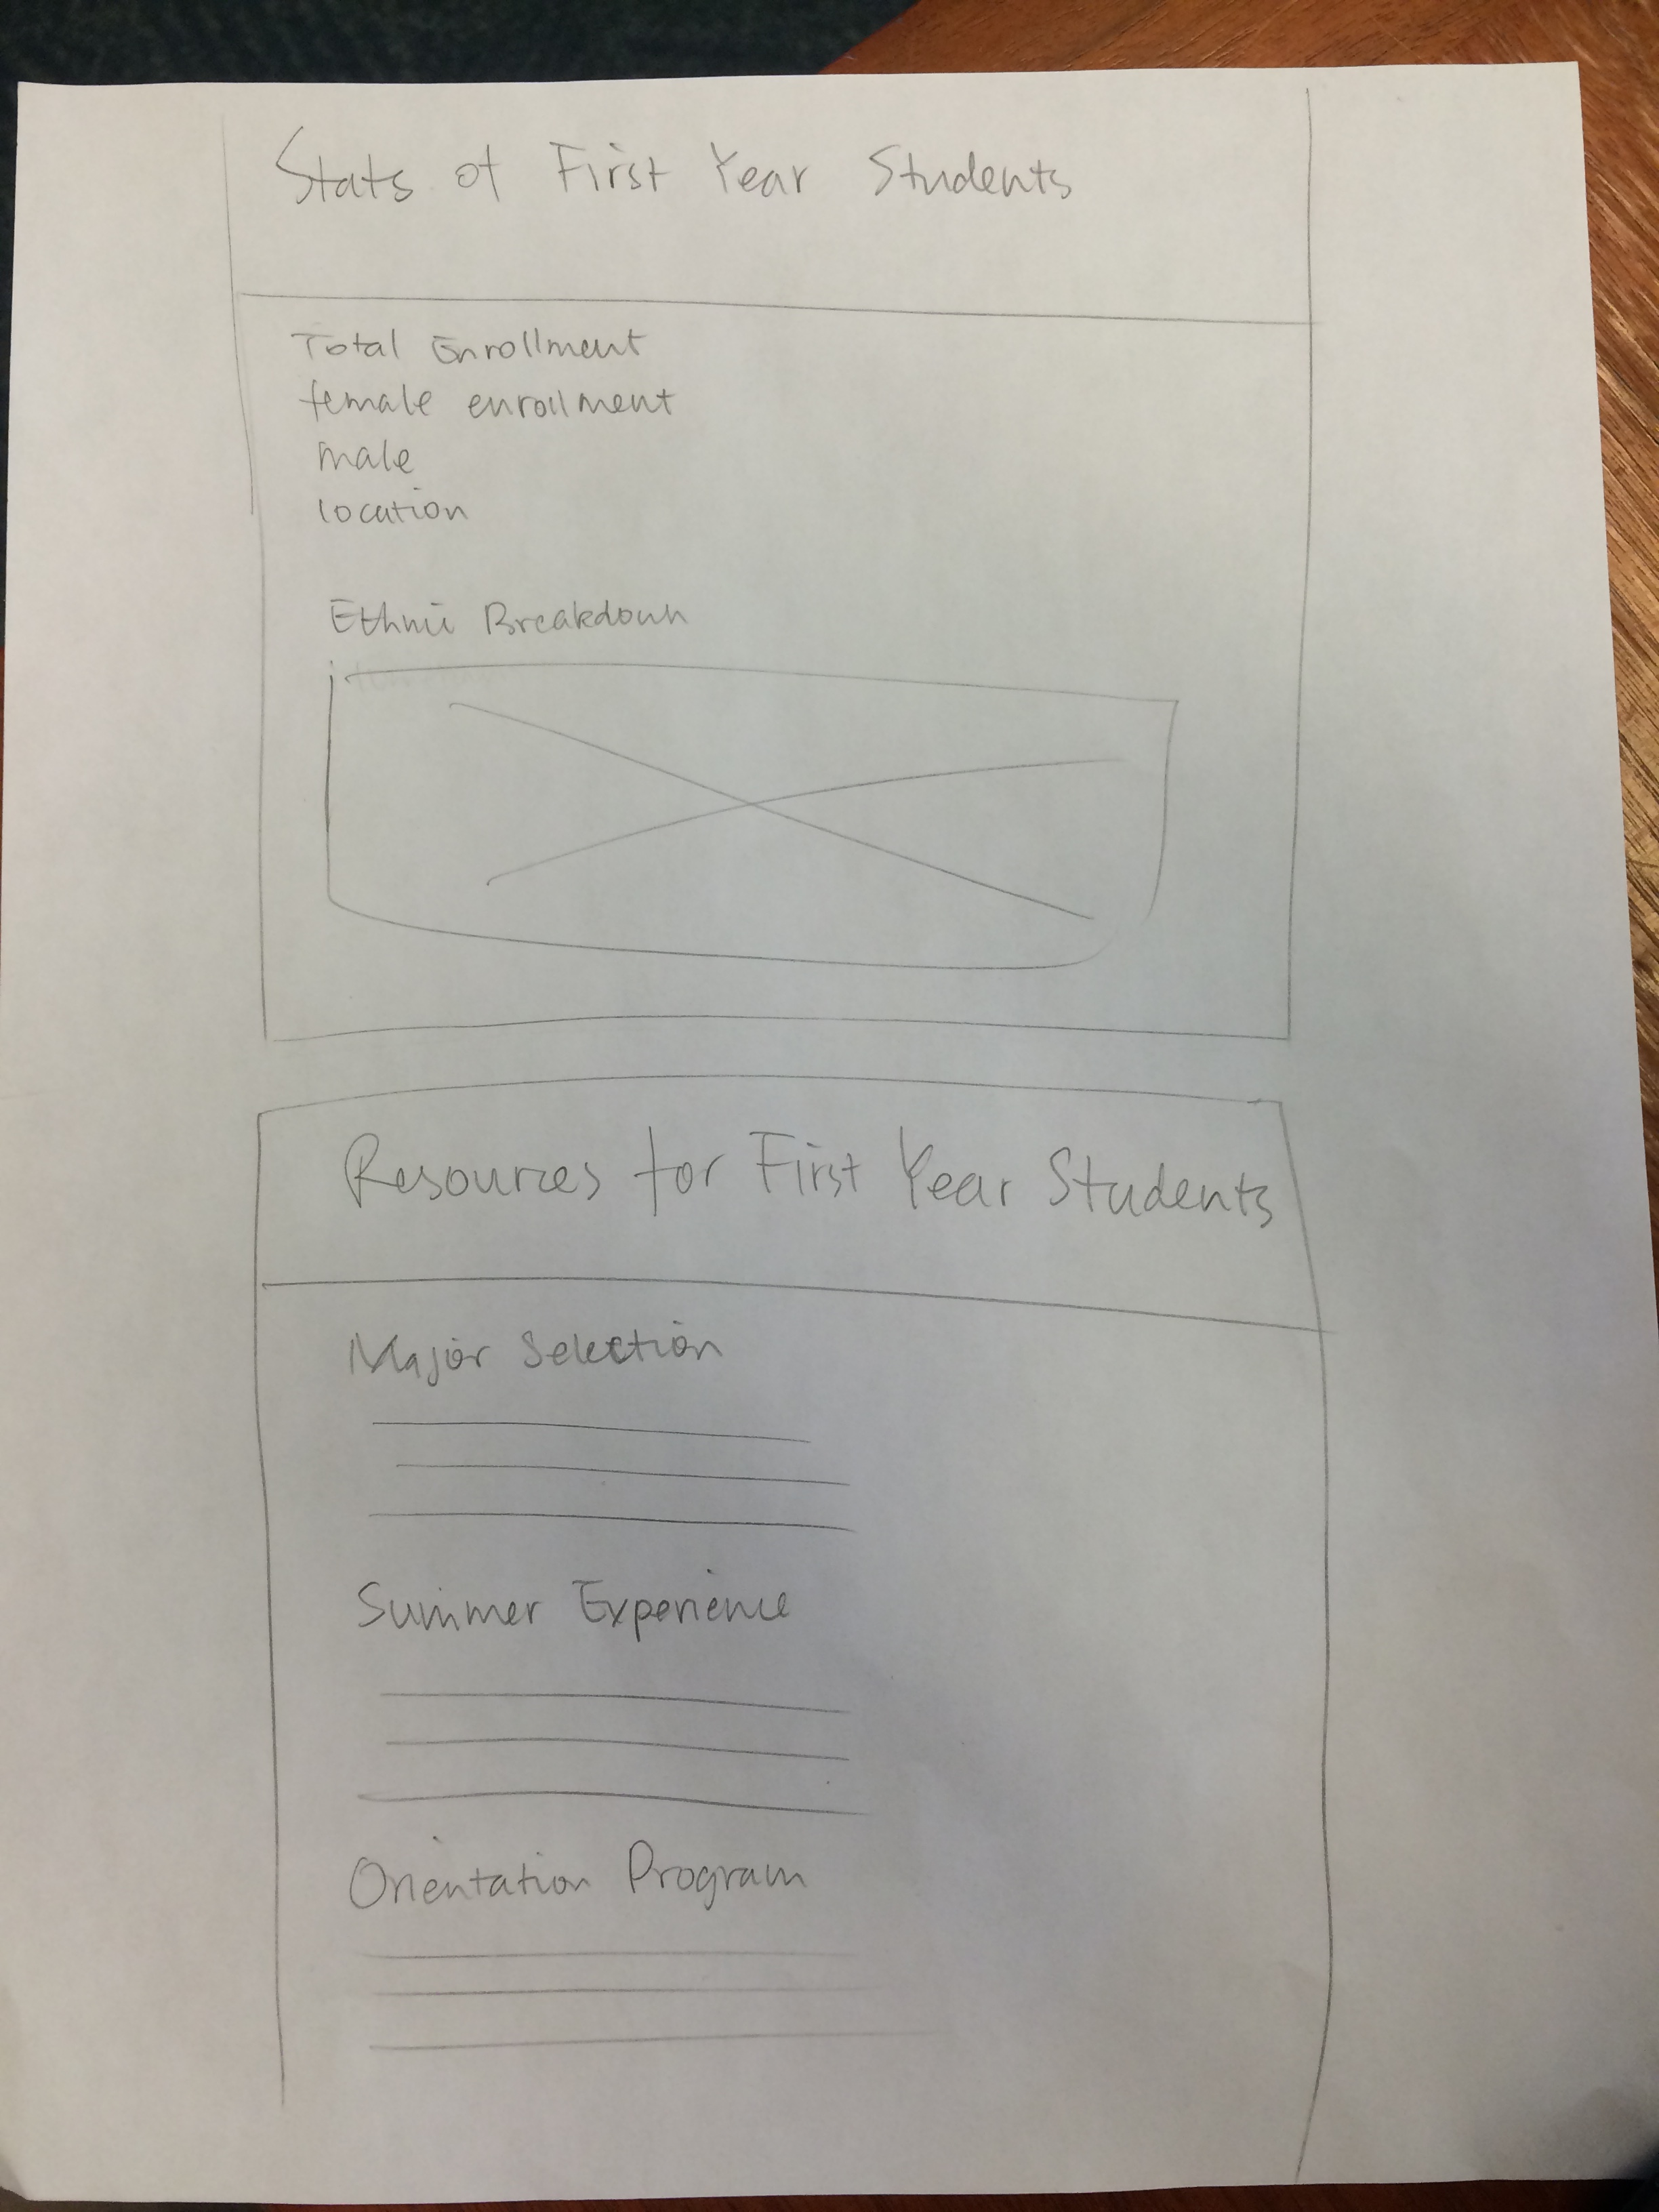 Stats of First Year Students
Total Enrollment
female enrollment
male
location
Ethnic Breakdown
Resources for First Year Students
Major Selection
Summer Experience
Orientation Program